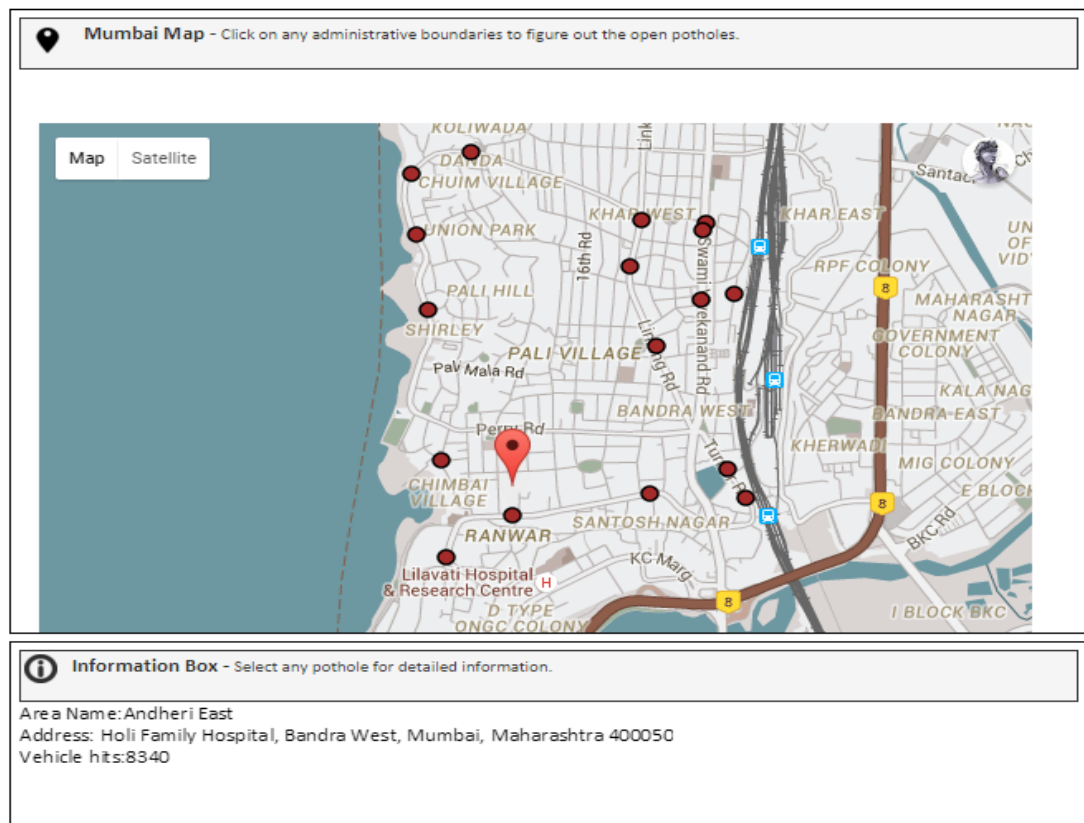 Mumbai Map - Click on any administrative boundaries to figure out the open potholes.
Map Satellite
KOLIWADA
DANDA
CHUIM VILLAGE
KHAR WEST
KHAR EAST
UNION PARK
16th Rd
Swami Vivekanand Rd
RPF COLONY
8
PALI HILL
MAHARASHT
NAGAR
SHIRLEY
GOVERNMENT
COLONY
PALI VILLAGE
Linking Rd
Pali Mala Rd
KALA NAG
BANDRA WEST
BANDRA EAST
Perry Rd
KHERWADI
MIG COLONY
CHIMBAI
VILLAGE
E BLOCK
8
SANTOSH NAGAR
RANWAR
BKC Rd
KC Marg
Lilavati Hospital
& Research Centre
H
8
D TYPE
ONGC COLONY
I BLOCK BKC
Information Box - Select any pothole for detailed information.
Area Name:Andheri East
Address: Holi Family Hospital, Bandra West, Mumbai, Maharashtra 400050
Vehicle hits:8340